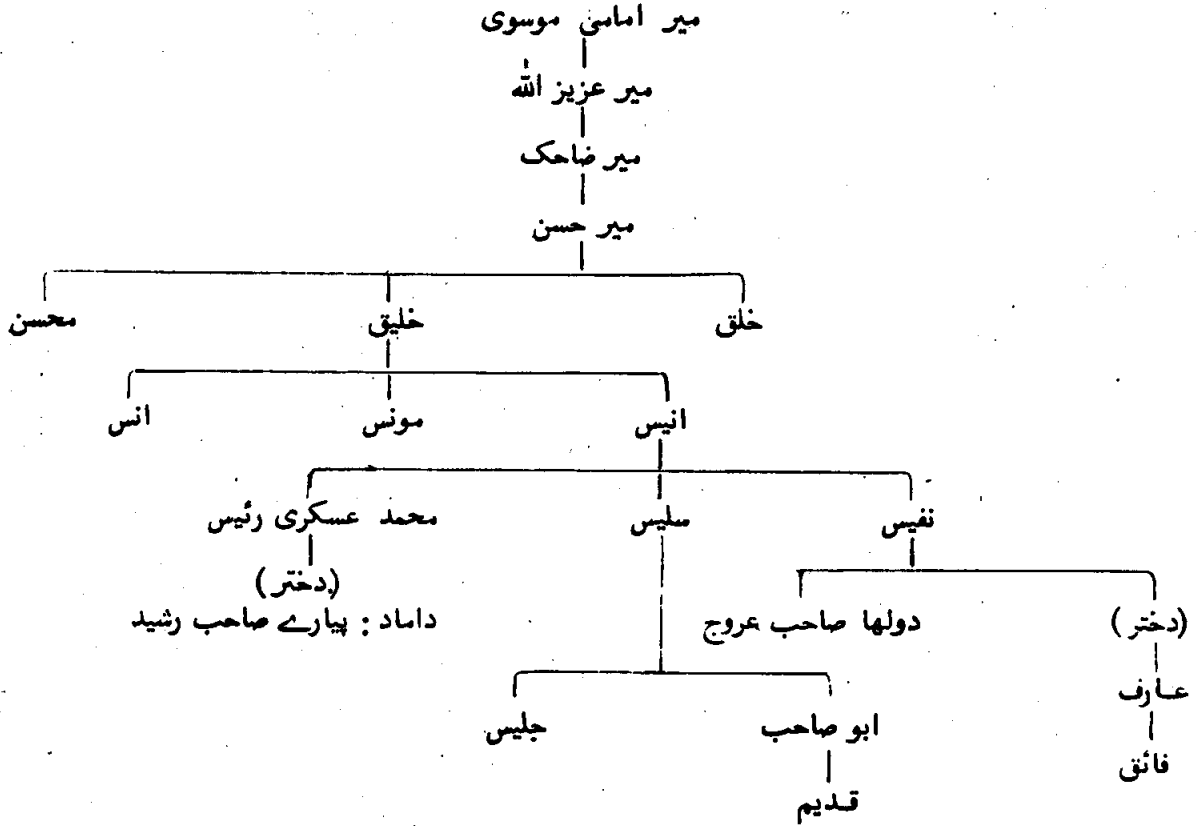 میر امامی موسوی
میر عزیز اللہ
میر ضاحک
میر حسن
خلق
خلیق
محسن
انیس
مونس
انس
نفیس
سلیس
محمد عسکری رئیس
(دختر)
داماد : پیارے صاحب رشید
(دختر)
دولھا صاحب عروج
عارف
فائق
ابو صاحب
جلیس
قدیم